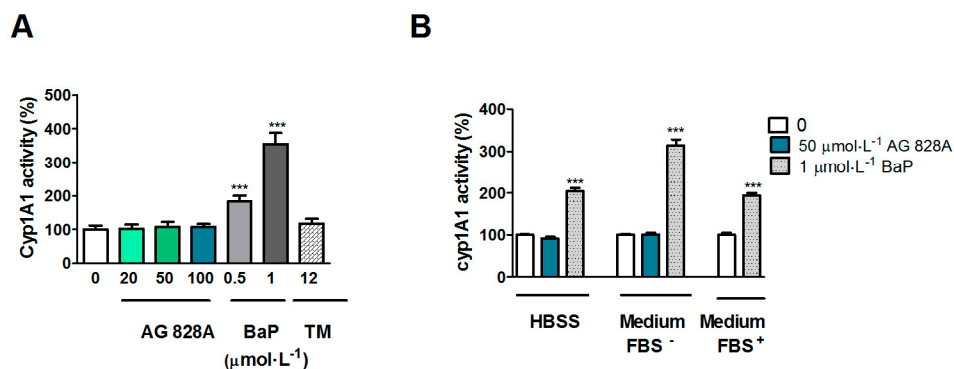 A
Cyp1A1 activity (%)
500
400
300
200
100
0
***
***
0 20 50 100 0.5 1 12
AG 828A BaP TM
(μmol·L-1)
B
cyp1A1 activity (%)
400
300
200
100
0
***
***
***
HBSS Medium Medium
FBS - FBS +
0
50 μmol·L-1 AG 828A
1 μmol·L-1 BaP